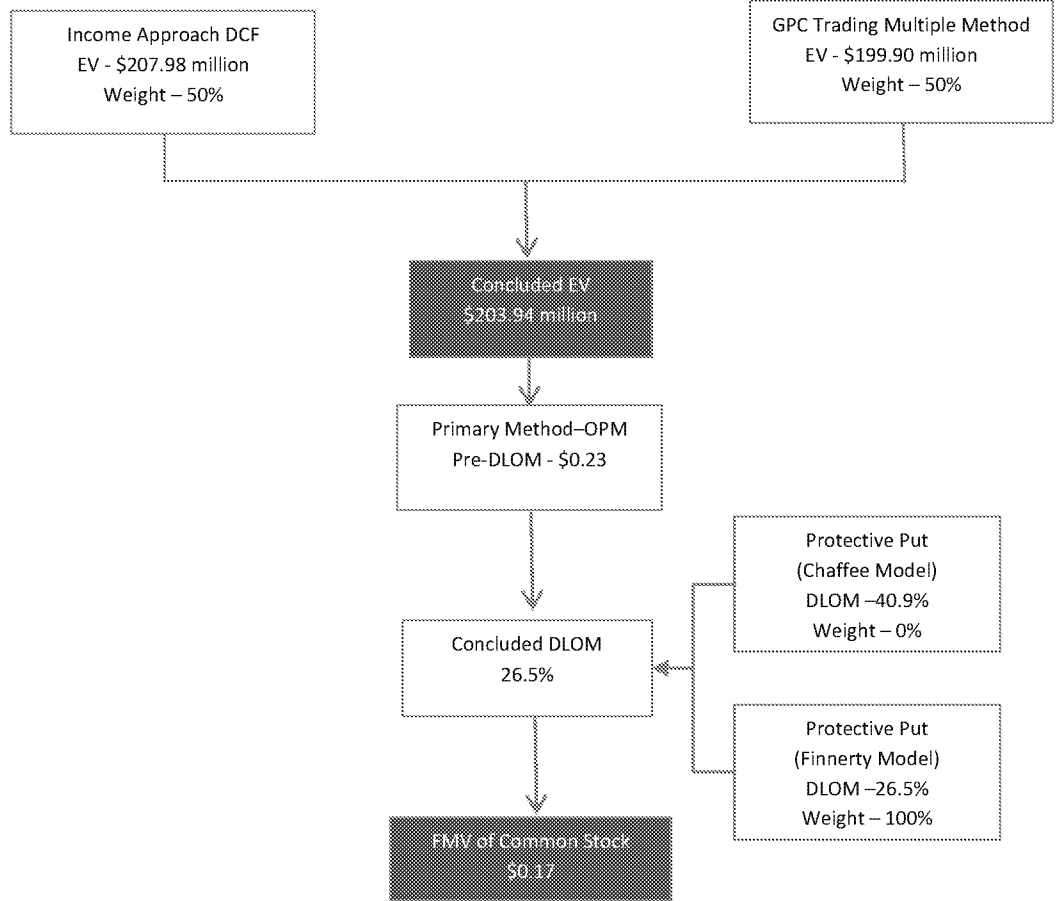 Income Approach DCF
EV - $207.98 million
Weight – 50%
GPC Trading Multiple Method
EV - $199.90 million
Weight – 50%
Concluded EV
$203.94 million
Primary Method–OPM
Pre-DLOM - $0.23
Protective Put
(Chaffee Model)
DLOM –40.9%
Weight – 0%
Concluded DLOM
26.5%
Protective Put
(Finnerty Model)
DLOM –26.5%
Weight – 100%
FMV of Common Stock
$0.17